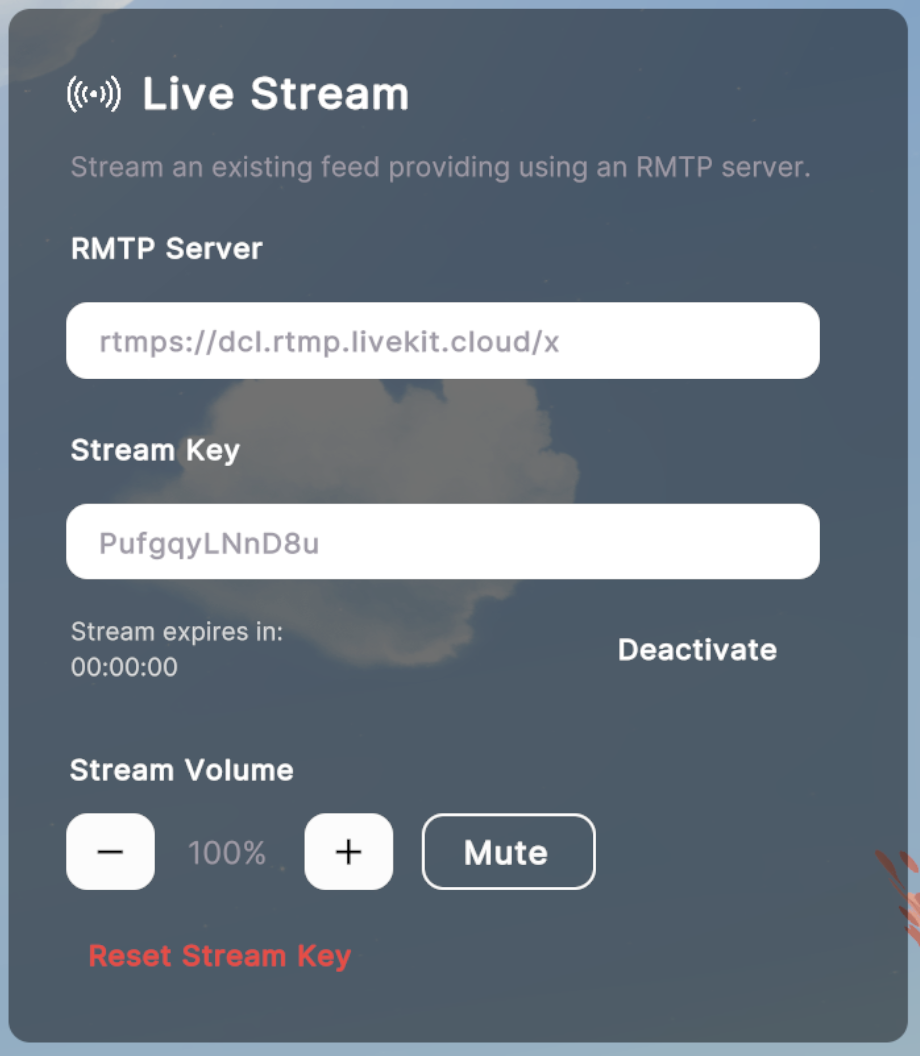 Live Stream
Stream an existing feed providing using an RMTP server.
RMTP Server
rtmps://dcl.rtmp.livekit.cloud/x
Stream Key
PufgqyLNnD8u
Stream expires in:
00:00:00
Deactivate
Stream Volume
− 100% + Mute
Reset Stream Key